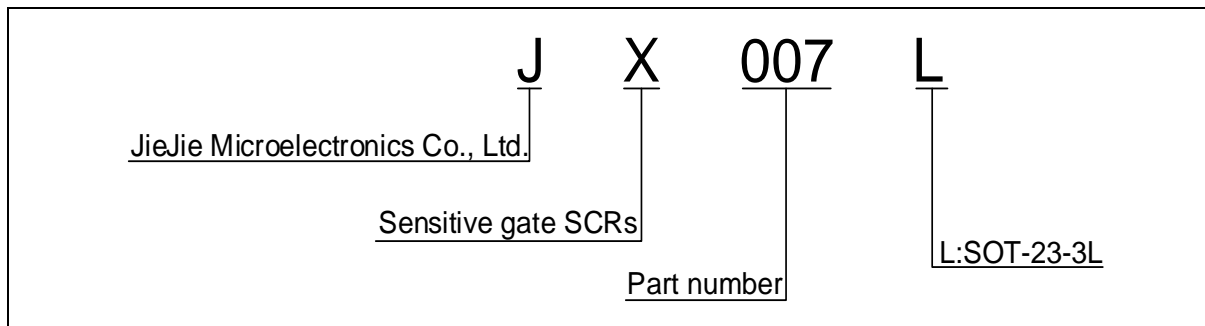 J X 007 L
JieJie Microelectronics Co., Ltd.
Sensitive gate SCRs
L:SOT-23-3L
Part number